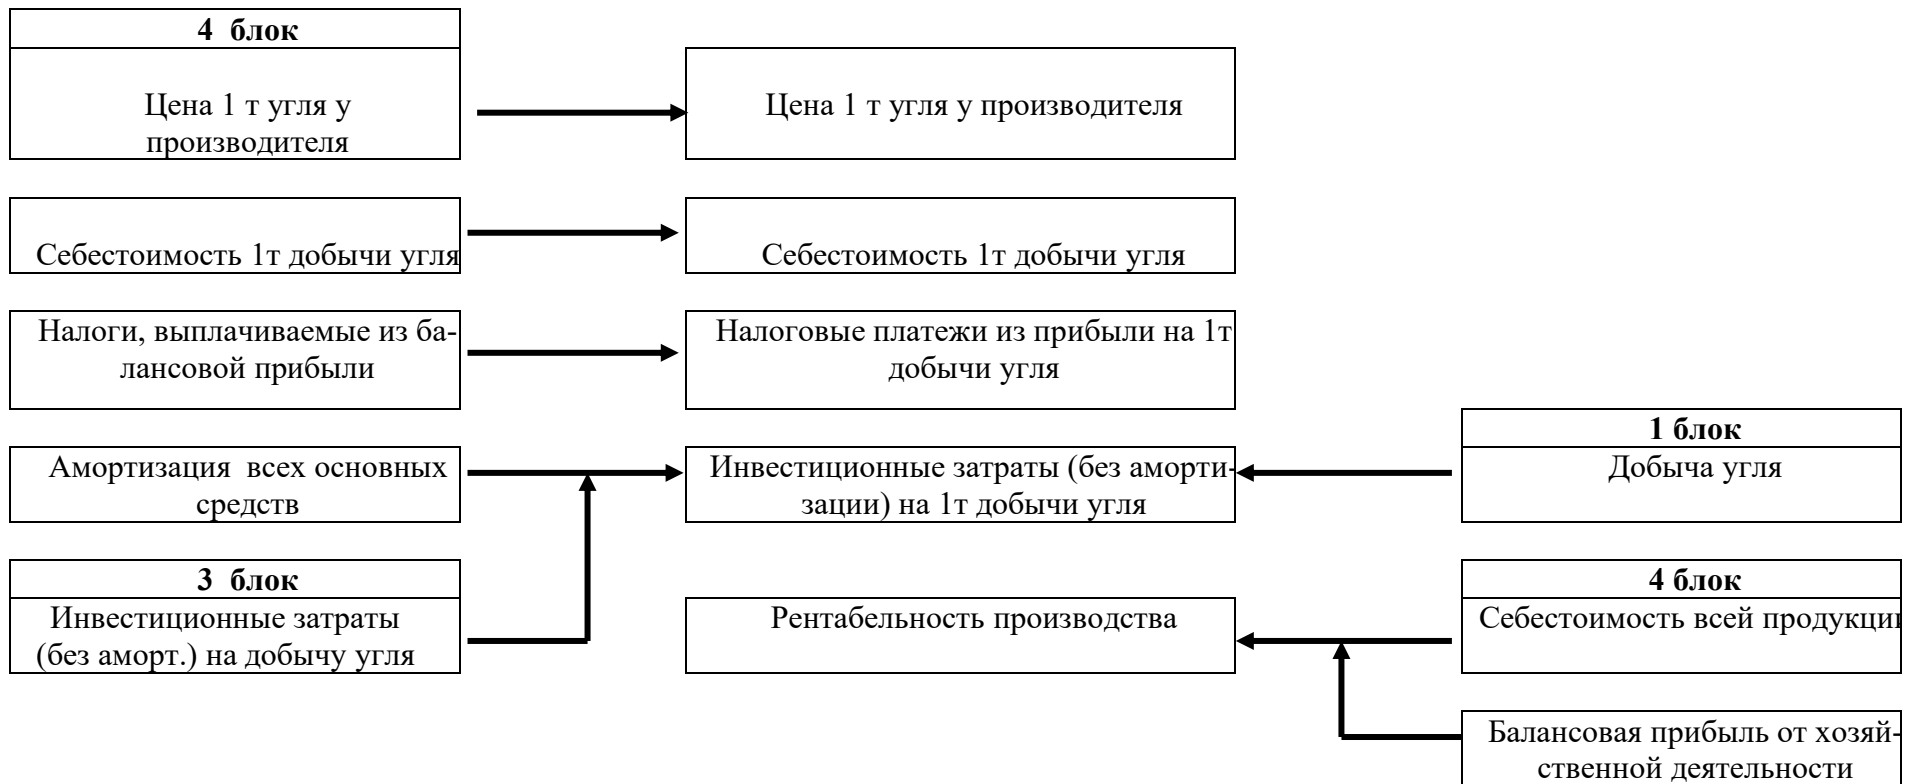 4 блок
Цена 1 т угля у
производителя
Цена 1 т угля у производителя
Себестоимость 1т добычи угля
Себестоимость 1т добычи угля
Налоги, выплачиваемые из ба-
лансовой прибыли
Налоговые платежи из прибыли на 1т
добычи угля
Амортизация всех основных
средств
Инвестиционные затраты (без аморти-
зации) на 1т добычи угля
1 блок
Добыча угля
3 блок
Инвестиционные затраты
(без аморт.) на добычу угля
Рентабельность производства
4 блок
Себестоимость всей продукции
Балансовая прибыль от хозяй-
ственной деятельности